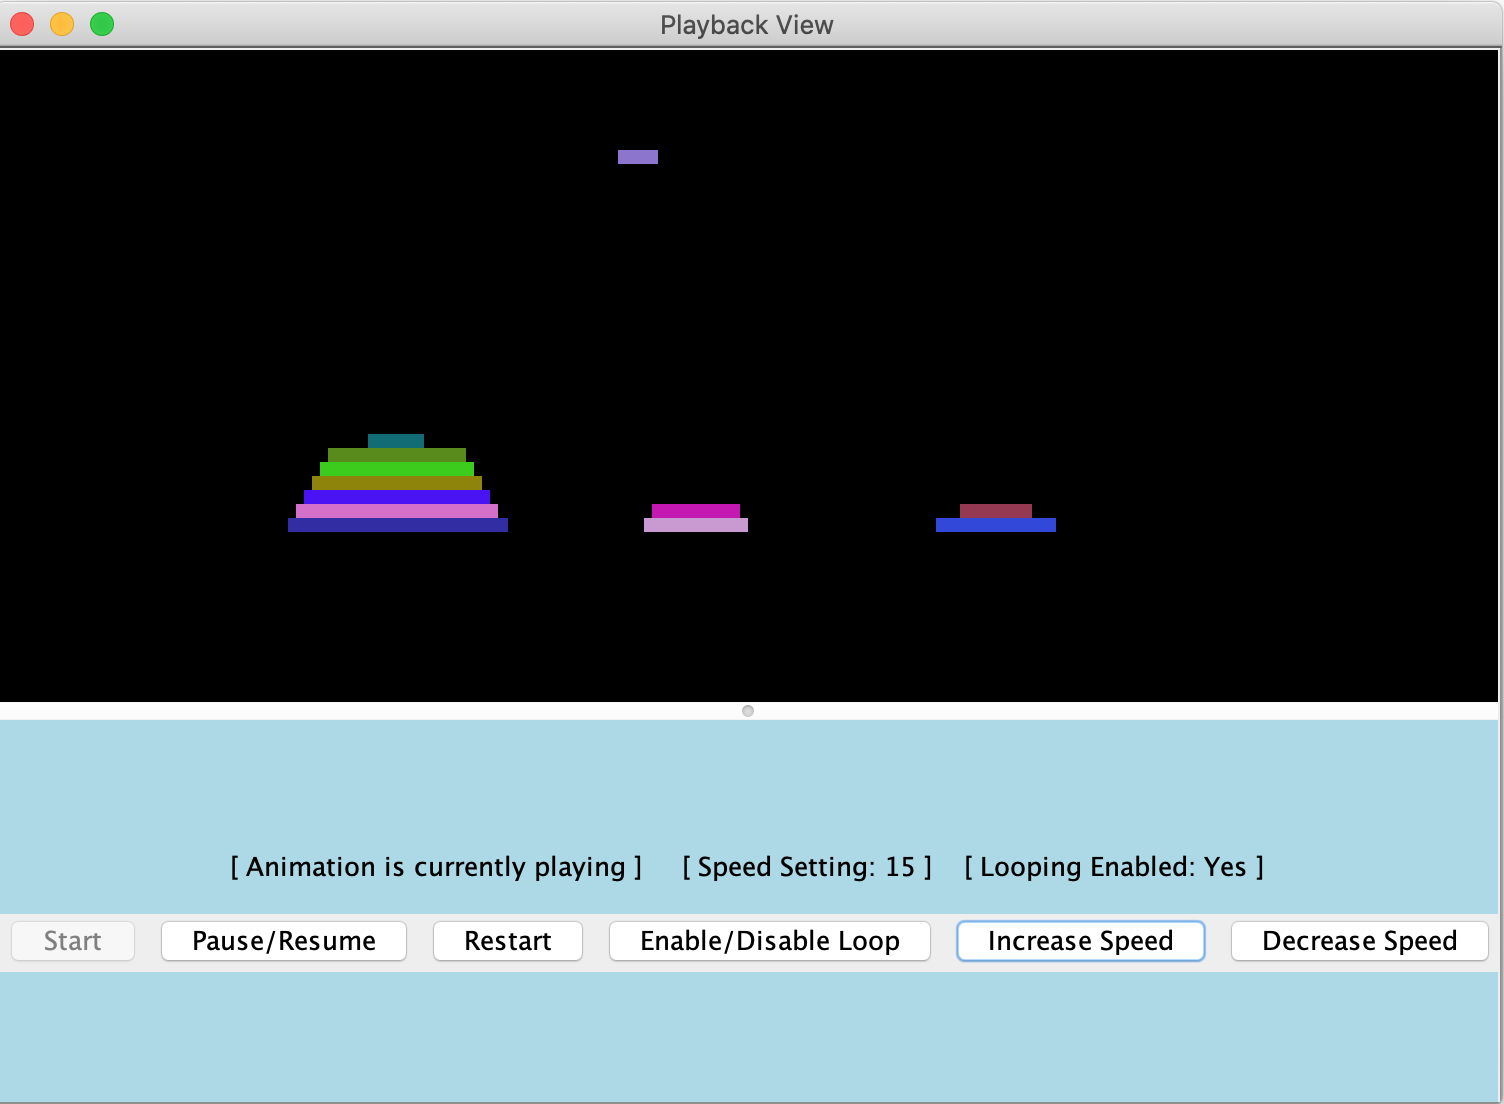 Playback View
[ Animation is currently playing ] [ Speed Setting: 15 ] [ Looping Enabled: Yes ]
Start Pause/Resume Restart Enable/Disable Loop Increase Speed Decrease Speed